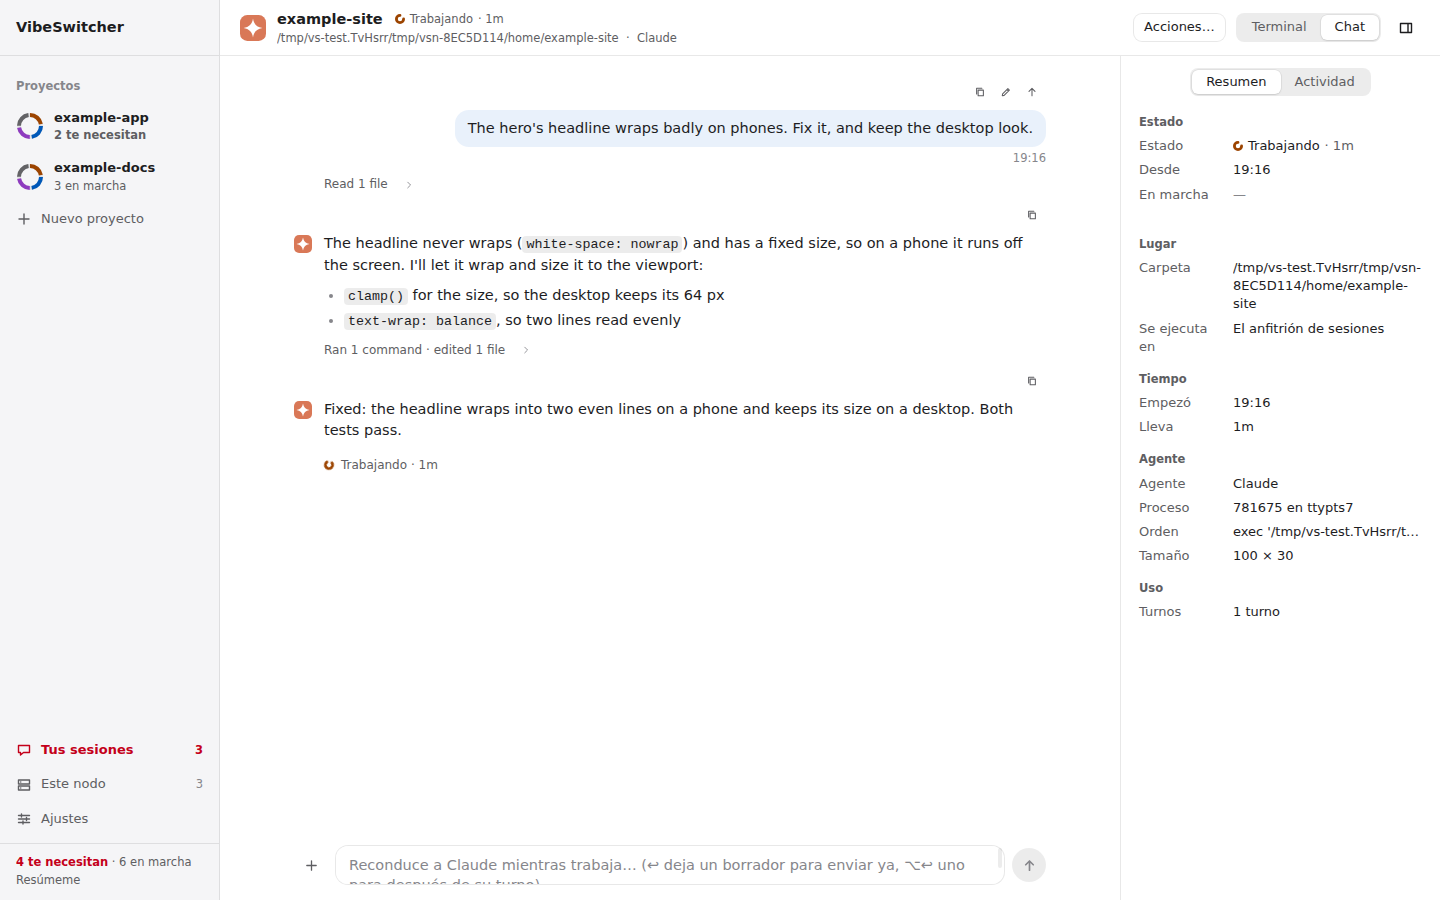 VibeSwitcher
Proyectos
example-app
2 te necesitan
example-docs
3 en marcha
Nuevo proyecto
Tus sesiones 3
Este nodo 3
Ajustes
4 te necesitan · 6 en marcha
Resúmeme
example-site Trabajando · 1m
/tmp/vs-test.TvHsrr/tmp/vsn-8EC5D114/home/example-site · Claude
Acciones...
Terminal
Chat
The hero's headline wraps badly on phones. Fix it, and keep the desktop look.
19:16
Read 1 file
The headline never wraps (white-space: nowrap) and has a fixed size, so on a phone it runs off
the screen. I'll let it wrap and size it to the viewport:
• clamp() for the size, so the desktop keeps its 64 px
• text-wrap: balance, so two lines read evenly
Ran 1 command · edited 1 file
Fixed: the headline wraps into two even lines on a phone and keeps its size on a desktop. Both
tests pass.
Trabajando · 1m
Reconduce a Claude mientras trabaja... (↩ deja un borrador para enviar ya, ⌥↩ uno
para después de su turno)
Resumen
Actividad
Estado
Estado Trabajando · 1m
Desde 19:16
En marcha —
Lugar
Carpeta /tmp/vs-test.TvHsrr/tmp/vsn-
8EC5D114/home/example-
site
Se ejecuta El anfitrión de sesiones
en
Tiempo
Empezó 19:16
Lleva 1m
Agente
Agente Claude
Proceso 781675 en ttypts7
Orden exec '/tmp/vs-test.TvHsrr/t...
Tamaño 100 × 30
Uso
Turnos 1 turno